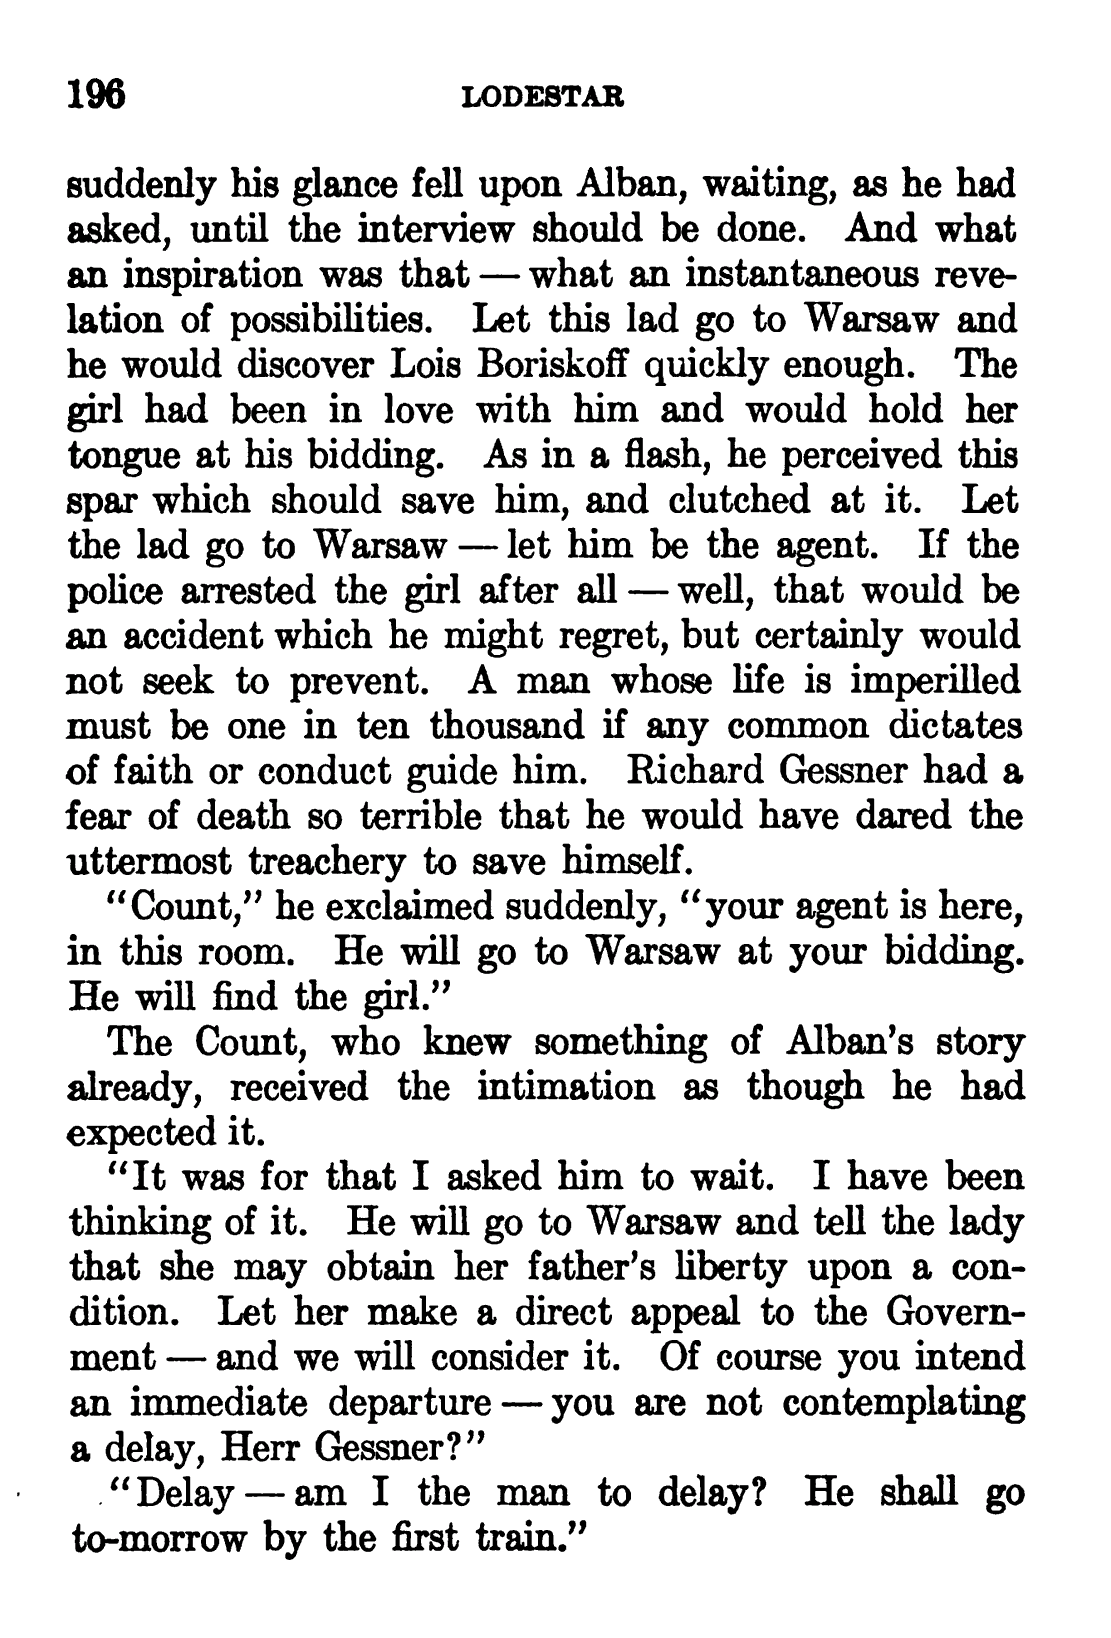 196 LODESTAR
suddenly his glance fell upon Alban, waiting, as he had
asked, until the interview should be done. And what
an inspiration was that — what an instantaneous reve-
lation of possibilities. Let this lad go to Warsaw and
he would discover Lois Boriskoff quickly enough. The
girl had been in love with him and would hold her
tongue at his bidding. As in a flash, he perceived this
spar which should save him, and clutched at it. Let
the lad go to Warsaw — let him be the agent. If the
police arrested the girl after all — well, that would be
an accident which he might regret, but certainly would
not seek to prevent. A man whose life is imperilled
must be one in ten thousand if any common dictates
of faith or conduct guide him. Richard Gessner had a
fear of death so terrible that he would have dared the
uttermost treachery to save himself.
“Count,” he exclaimed suddenly, “your agent is here,
in this room. He will go to Warsaw at your bidding.
He will find the girl.”
The Count, who knew something of Alban’s story
already, received the intimation as though he had
expected it.
“It was for that I asked him to wait. I have been
thinking of it. He will go to Warsaw and tell the lady
that she may obtain her father’s liberty upon a con-
dition. Let her make a direct appeal to the Govern-
ment — and we will consider it. Of course you intend
an immediate departure — you are not contemplating
a delay, Herr Gessner?”
“Delay — am I the man to delay? He shall go
to-morrow by the first train.”